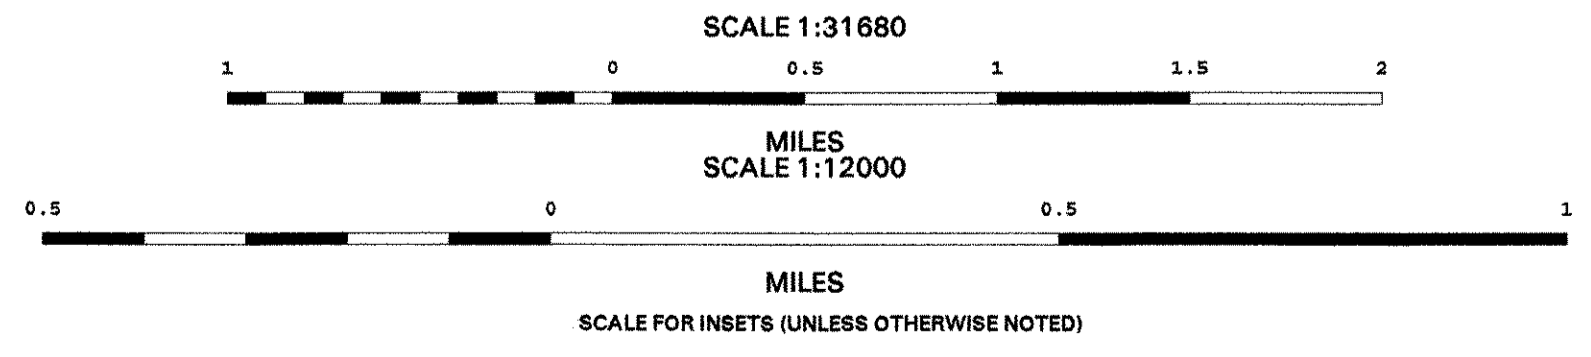 SCALE 1:31680
1 0 0.5 1 1.5 2
MILES
SCALE 1:12000
0.5 0 0.5 1
MILES
SCALE FOR INSETS (UNLESS OTHERWISE NOTED)